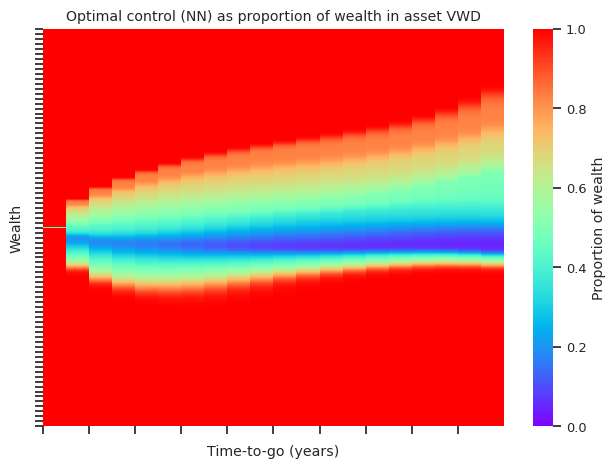 Optimal control (NN) as proportion of wealth in asset VWD
Wealth
Time-to-go (years)
1.0
0.8
0.6
0.4
0.2
0.0
Proportion of wealth